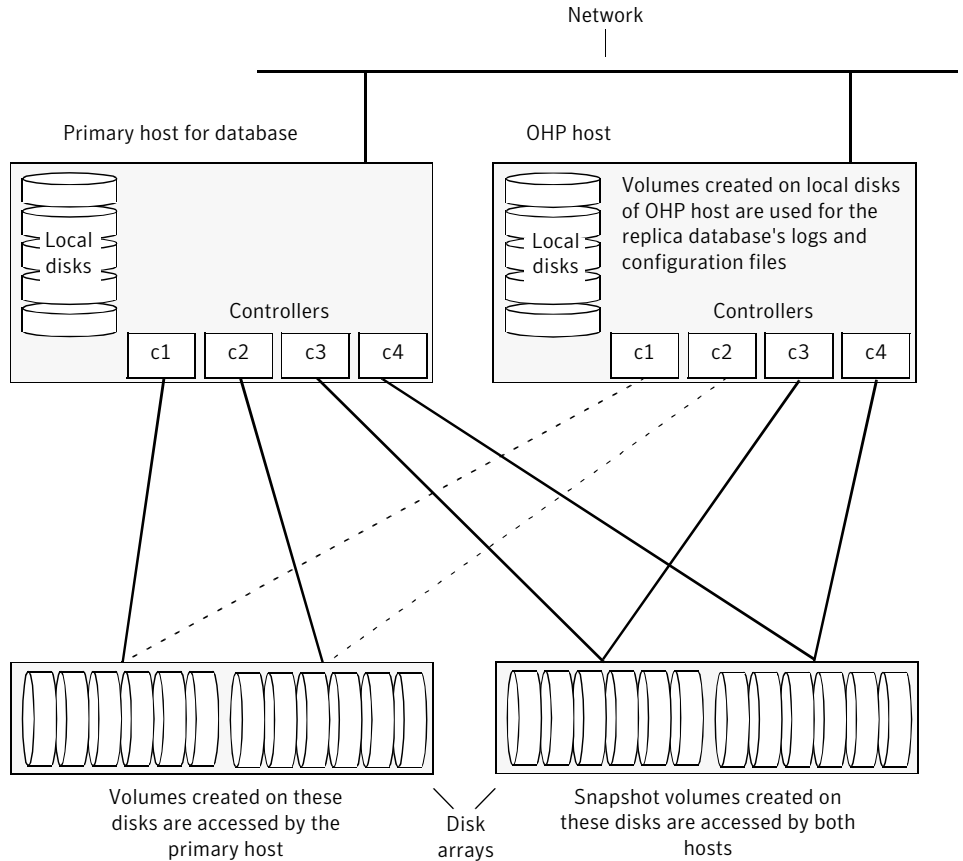 Network
Primary host for database
OHP host
Local
disks
Controllers
c1
c2
c3
c4
Local
disks
Volumes created on local disks
of OHP host are used for the
replica database's logs and
configuration files
Controllers
c1
c2
c3
c4
Volumes created on these
disks are accessed by the
primary host
Disk
arrays
Snapshot volumes created on
these disks are accessed by both
hosts